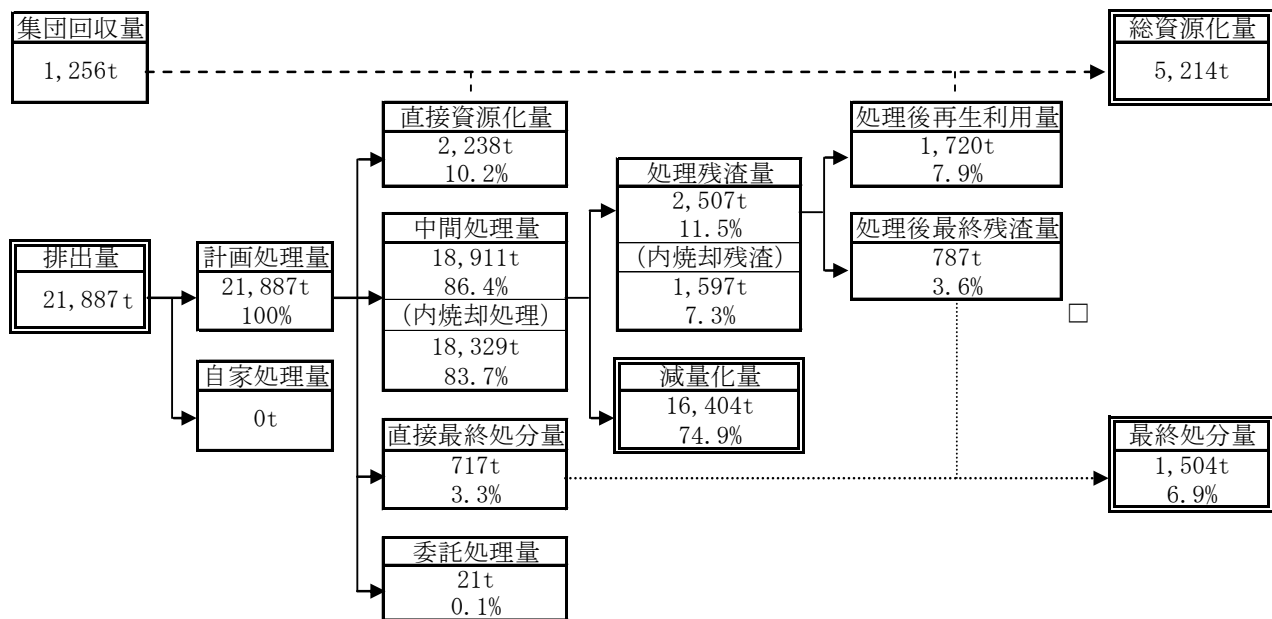 集団回収量
1,256t
総資源化量
5,214t
直接資源化量
2,238t
10.2%
処理後再生利用量
1,720t
7.9%
処理残渣量
2,507t
11.5%
(内焼却残渣)
1,597t
7.3%
中間処理量
18,911t
86.4%
(内焼却処理)
18,329t
83.7%
処理後最終残渣量
787t
3.6%
排出量
21,887t
計画処理量
21,887t
100%
自家処理量
0t
減量化量
16,404t
74.9%
直接最終処分量
717t
3.3%
最終処分量
1,504t
6.9%
委託処理量
21t
0.1%